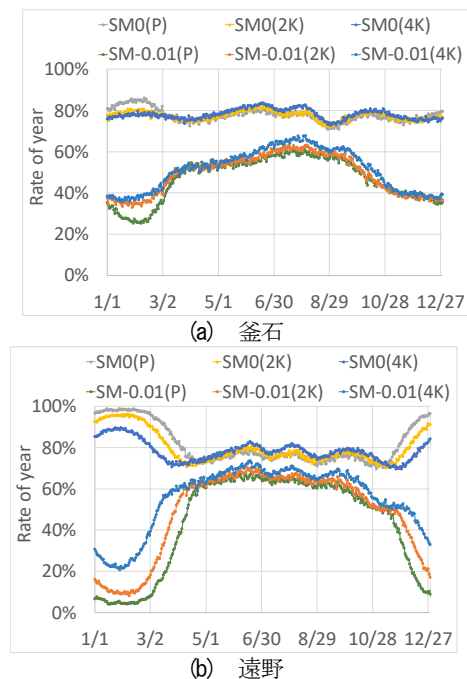 SM0(P) SM0(2K) SM0(4K)
SM-0.01(P) SM-0.01(2K) SM-0.01(4K)
100%
80%
60%
40%
20%
0%
Rate of year
1/1 3/2 5/1 6/30 8/29 10/28 12/27
(a) 釜石
SM0(P) SM0(2K) SM0(4K)
SM-0.01(P) SM-0.01(2K) SM-0.01(4K)
100%
80%
60%
40%
20%
0%
Rate of year
1/1 3/2 5/1 6/30 8/29 10/28 12/27
(b) 遠野